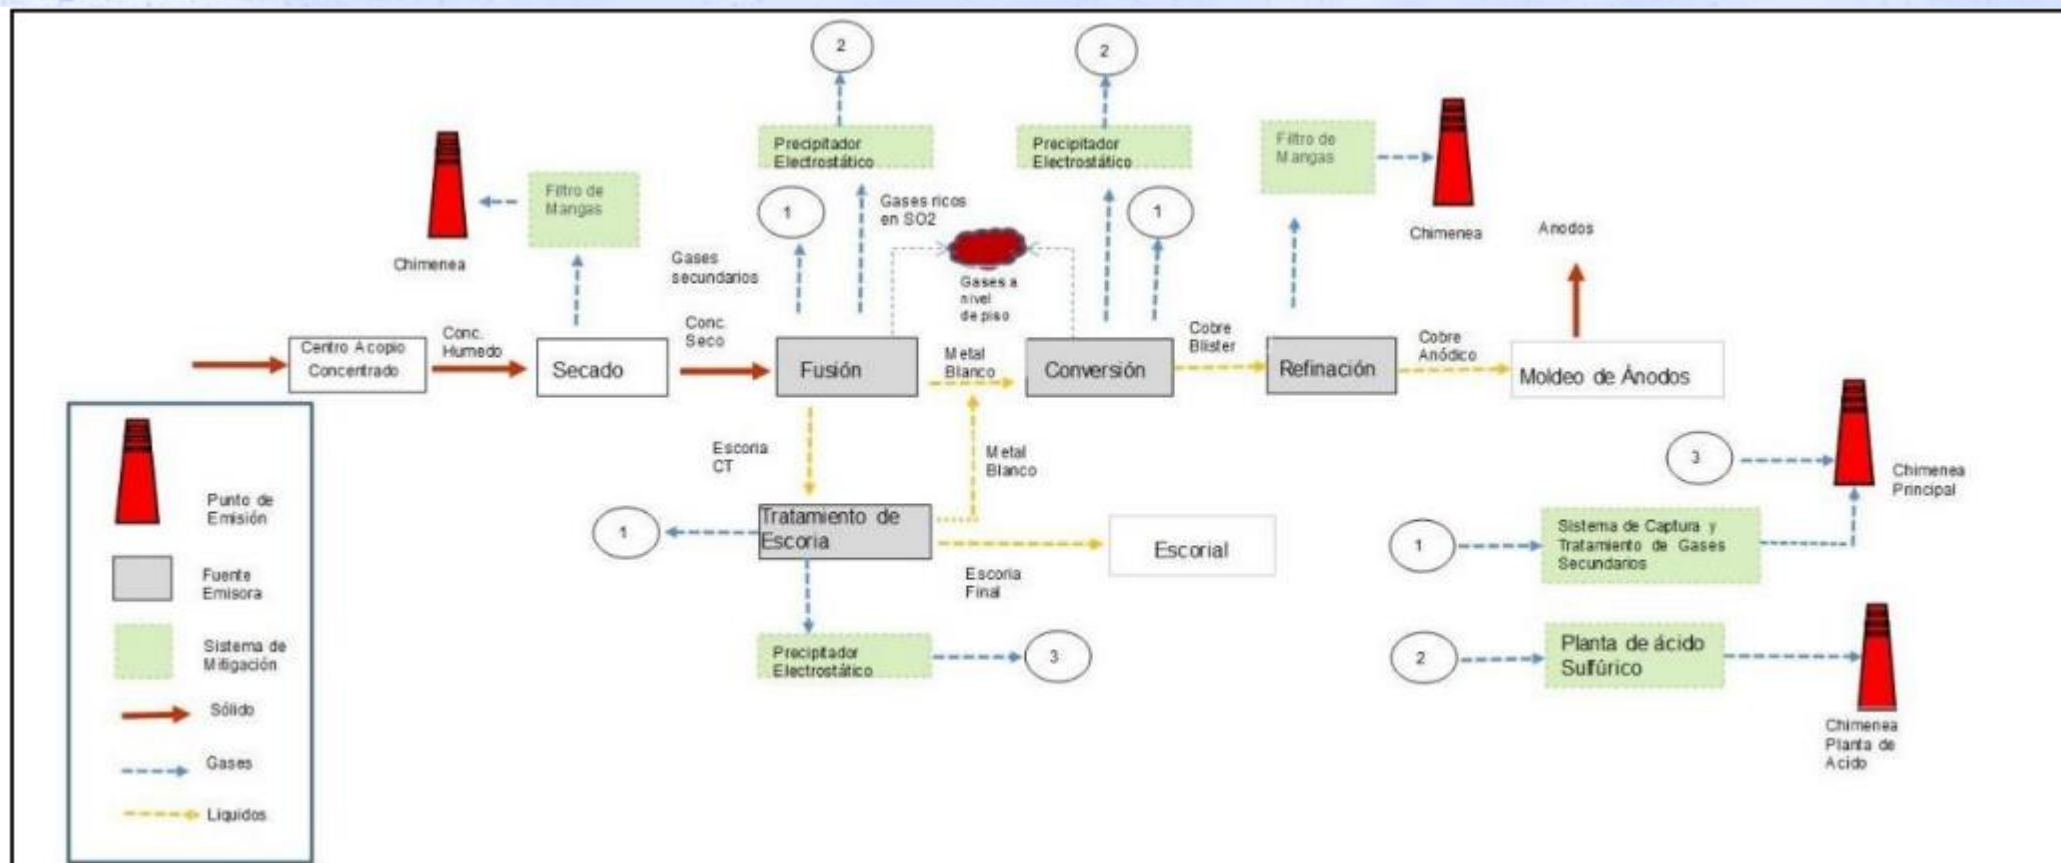 2
2
Precipitador
Electrostático
Precipitador
Electrostático
Filtro de
Mangas
Chimenea
Filtro de
Mangas
Chimenea
1
Gases ricos
en SO2
1
Gases
secundarios
Gases a
nivel
de piso
Anodos
Centro Acopio
Concentrado
Conc.
Humedo
Secado
Conc.
Seco
Fusión
Metal
Blanco
Conversión
Cobre
Blister
Refinación
Cobre
Anódico
Moldeo de Ánodos
Escoria
CT
Metal
Blanco
1
Tratamiento de
Escoria
Escoria
Final
Escorial
Precipitador
Electrostático
3
3
Chimenea
Principal
1
Sistema de Captura y
Tratamiento de Gases
Secundarios
2
Planta de ácido
Sulfúrico
Chimenea
Planta de
Acido
Punto de
Emisión
Fuente
Emisora
Sistema de
Mitigación
Sólido
Gases
Liquidos